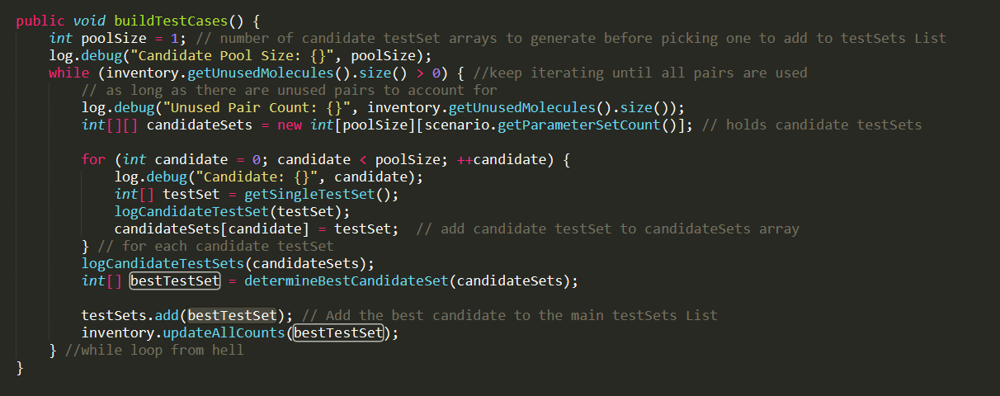 public void buildTestCases() {
    int poolSize = 1; // number of candidate testSet arrays to generate before picking one to add to testSets List
    log.debug("Candidate Pool Size: {}", poolSize);
    while (inventory.getUnusedMolecules().size() > 0) { //keep iterating until all pairs are used
        // as long as there are unused pairs to account for
        log.debug("Unused Pair Count: {}", inventory.getUnusedMolecules().size());
        int[][] candidateSets = new int[poolSize][scenario.getParameterSetCount()]; // holds candidate testSets

        for (int candidate = 0; candidate < poolSize; ++candidate) {
            log.debug("Candidate: {}", candidate);
            int[] testSet = getSingleTestSet();
            logCandidateTestSet(testSet);
            candidateSets[candidate] = testSet;  // add candidate testSet to candidateSets array
        } // for each candidate testSet
        logCandidateTestSets(candidateSets);
        int[] bestTestSet = determineBestCandidateSet(candidateSets);

        testSets.add(bestTestSet); // Add the best candidate to the main testSets List
        inventory.updateAllCounts(bestTestSet);
    } //while loop from hell
}